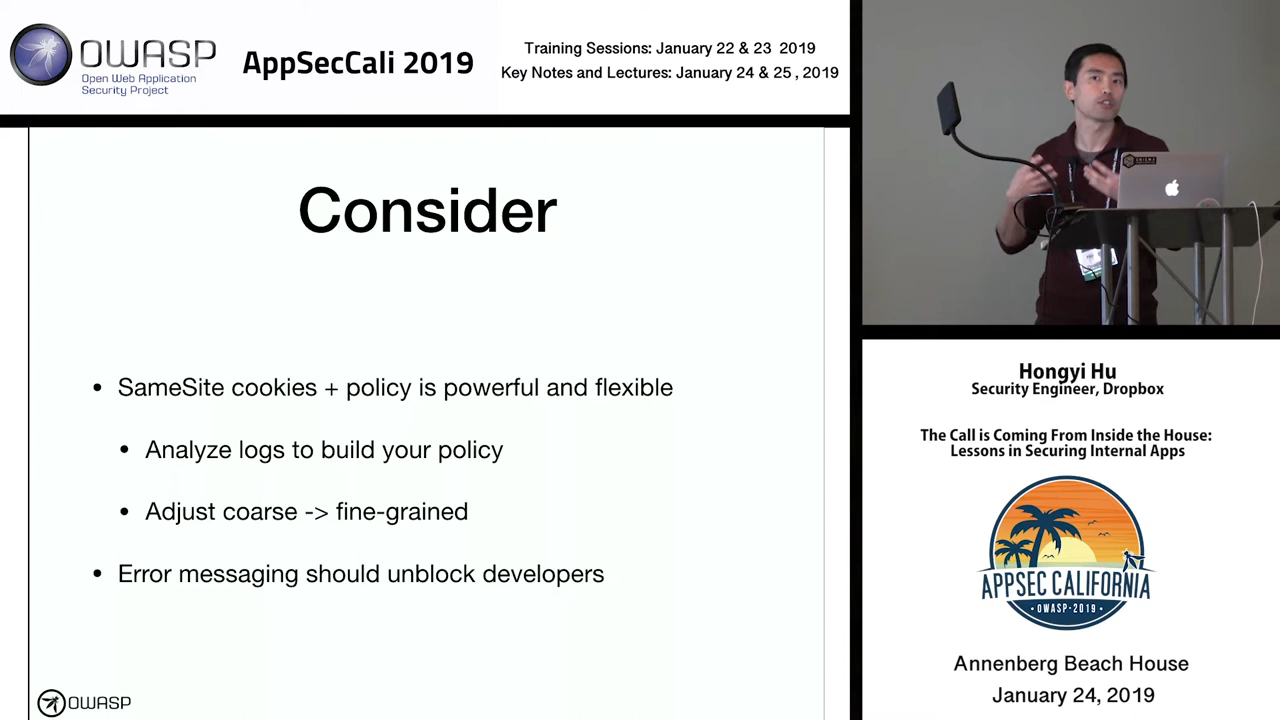 OWASP
Open Web Application
Security Project
AppSecCali 2019
Training Sessions: January 22 & 23 2019
Key Notes and Lectures: January 24 & 25, 2019
Consider
• SameSite cookies + policy is powerful and flexible
• Analyze logs to build your policy
• Adjust coarse -> fine-grained
• Error messaging should unblock developers
OWASP
Hongyi Hu
Security Engineer, Dropbox
The Call is Coming From Inside the House:
Lessons in Securing Internal Apps
APPSEC CALIFORNIA
• OWASP-2019 •
Annenberg Beach House
January 24, 2019